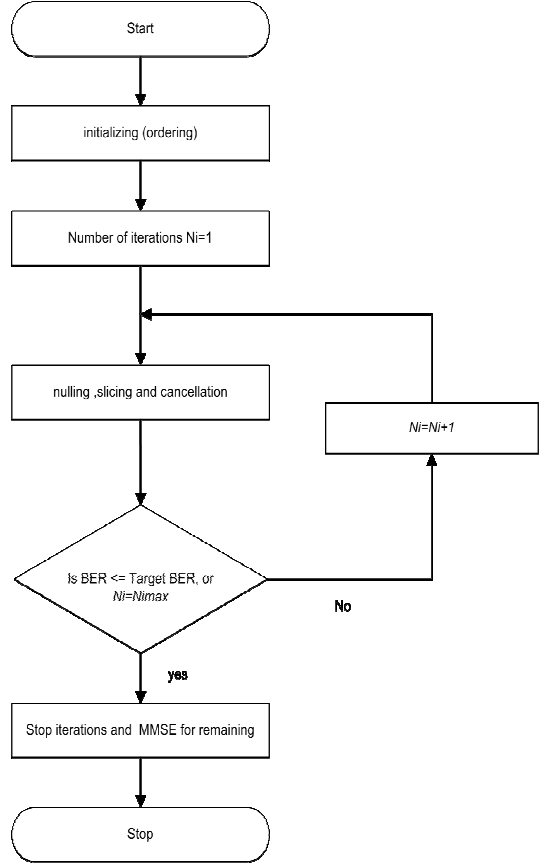 Start
initializing (ordering)
Number of iterations Ni=1
nulling ,slicing and cancellation
Ni=Ni+1
Is BER <= Target BER, or
Ni=Nimax
No
yes
Stop iterations and MMSE for remaining
Stop